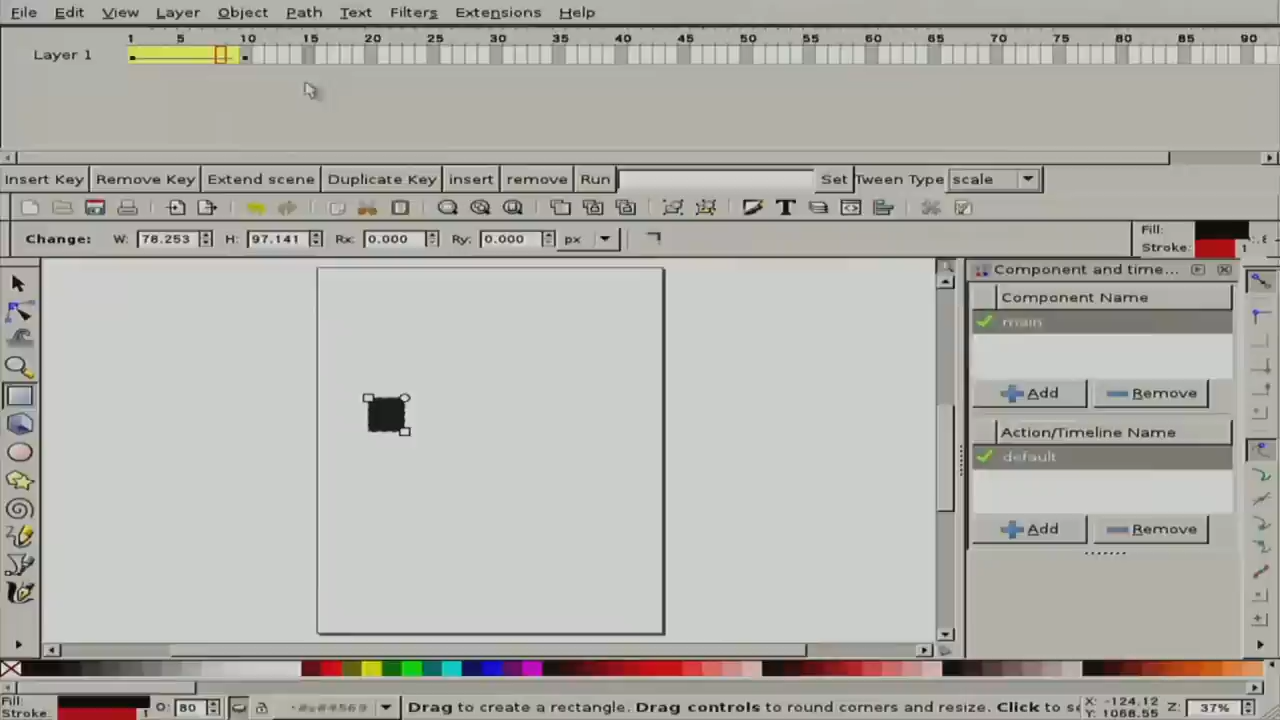 File Edit View Layer Object Path Text Filters Extensions Help
1 5 10 15 20 25 30 35 40 45 50 55 60 65 70 75 80 85 90
Layer 1
Insert Key Remove Key Extend scene Duplicate Key insert remove Run Set Tween Type scale
Change: W: 78.253 H: 97.141 Rx: 0.000 Ry: 0.000 px
Fill:
Stroke: 1
Component and time...
Component Name
main
Add Remove
Action/Timeline Name
default
Add Remove
Fill:
Stroke: 1
O: 80
Drag to create a rectangle. Drag controls to round corners and resize. Click to
X: -124.12
Y: 1068.55
Z: 37%